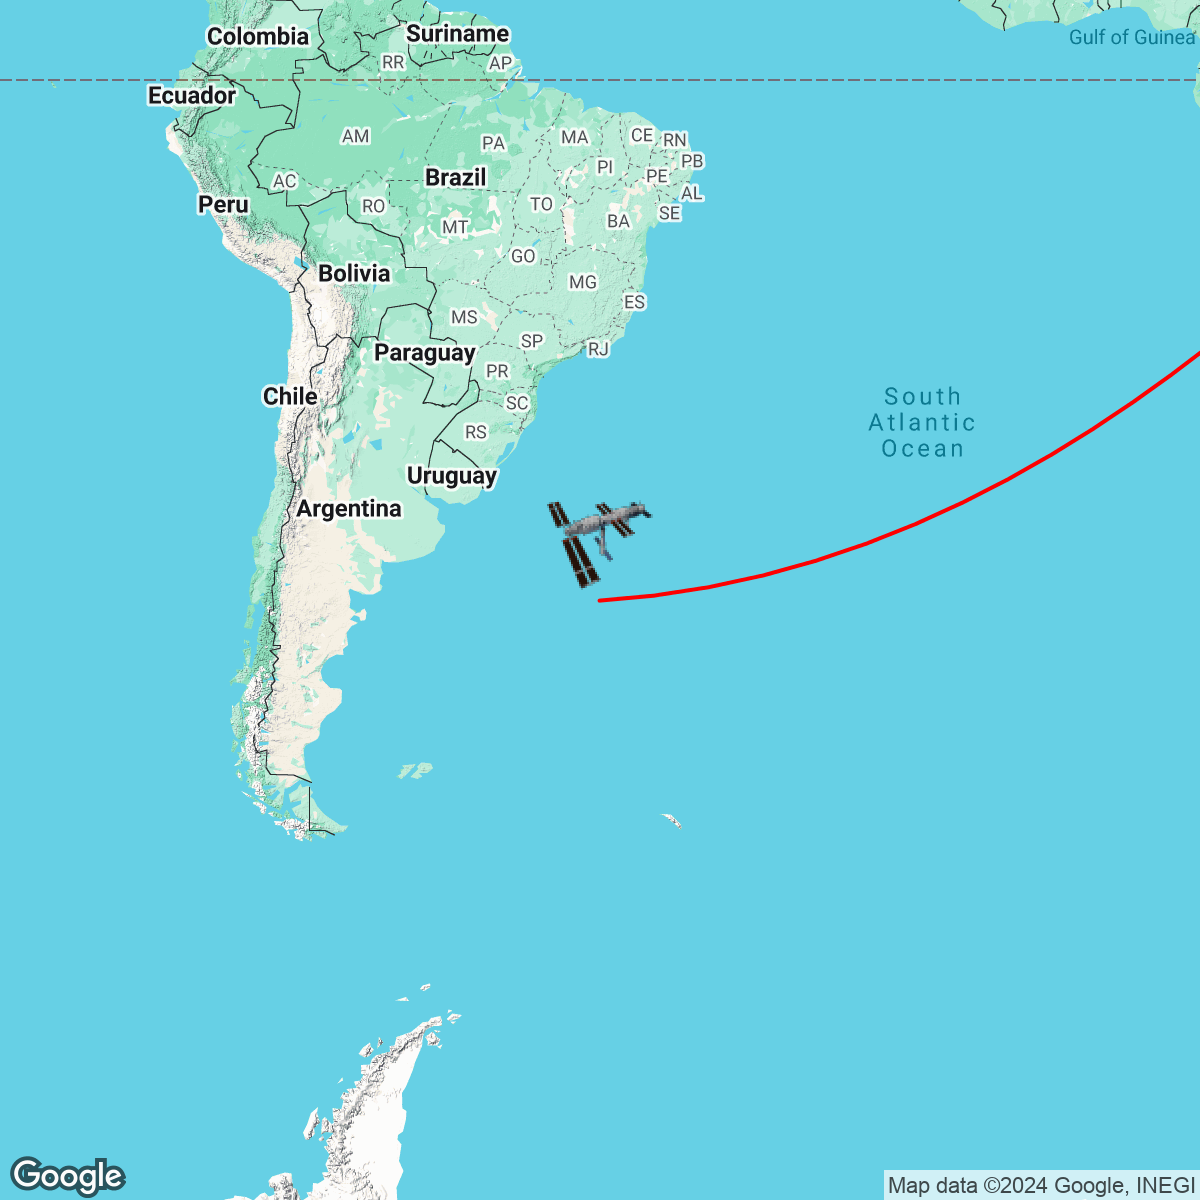 Colombia
Suriname
Gulf of Guinea
RR
AP
Ecuador
AM
PA
MA
CE
RN
PI
PB
PE
AC
Brazil
AL
Peru
RO
TO
SE
MT
BA
GO
Bolivia
MG
ES
MS
SP
RJ
Paraguay
PR
Chile
SC
South
Atlantic
Ocean
RS
Uruguay
Argentina
Google
Map data ©2024 Google, INEGI